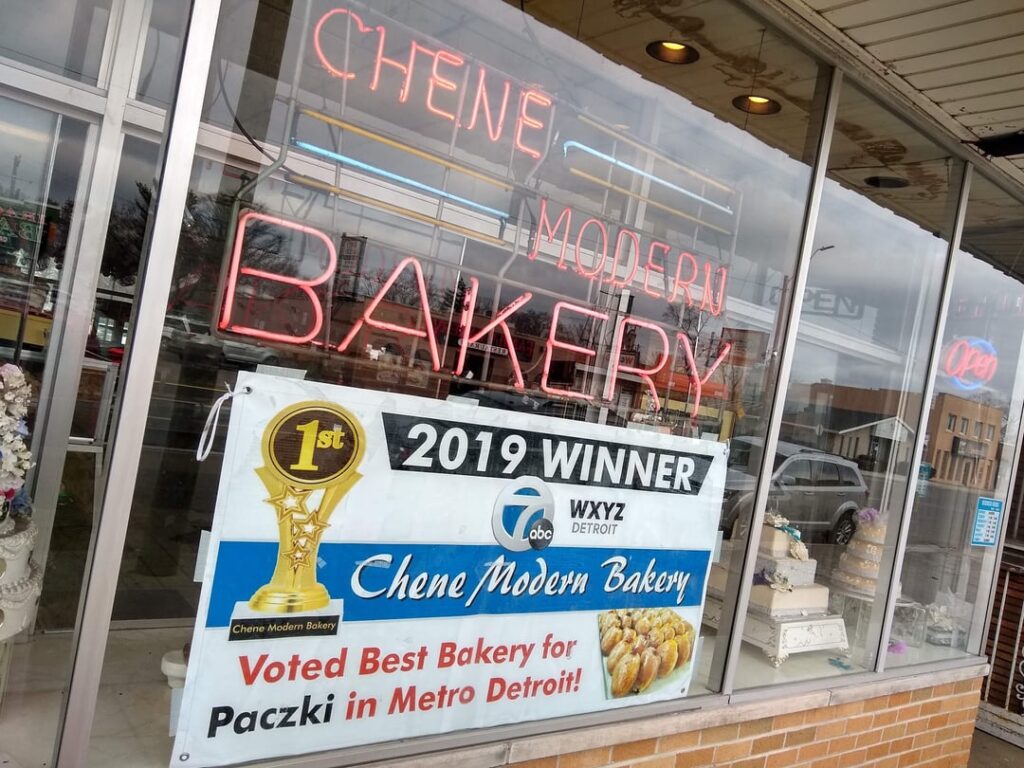 CHENE
MODERN
BAKERY
OPEN
Open
1st
2019 WINNER
7 abc
WXYZ
DETROIT
Chene Modern Bakery
Chene Modern Bakery
Voted Best Bakery for
Paczki in Metro Detroit!